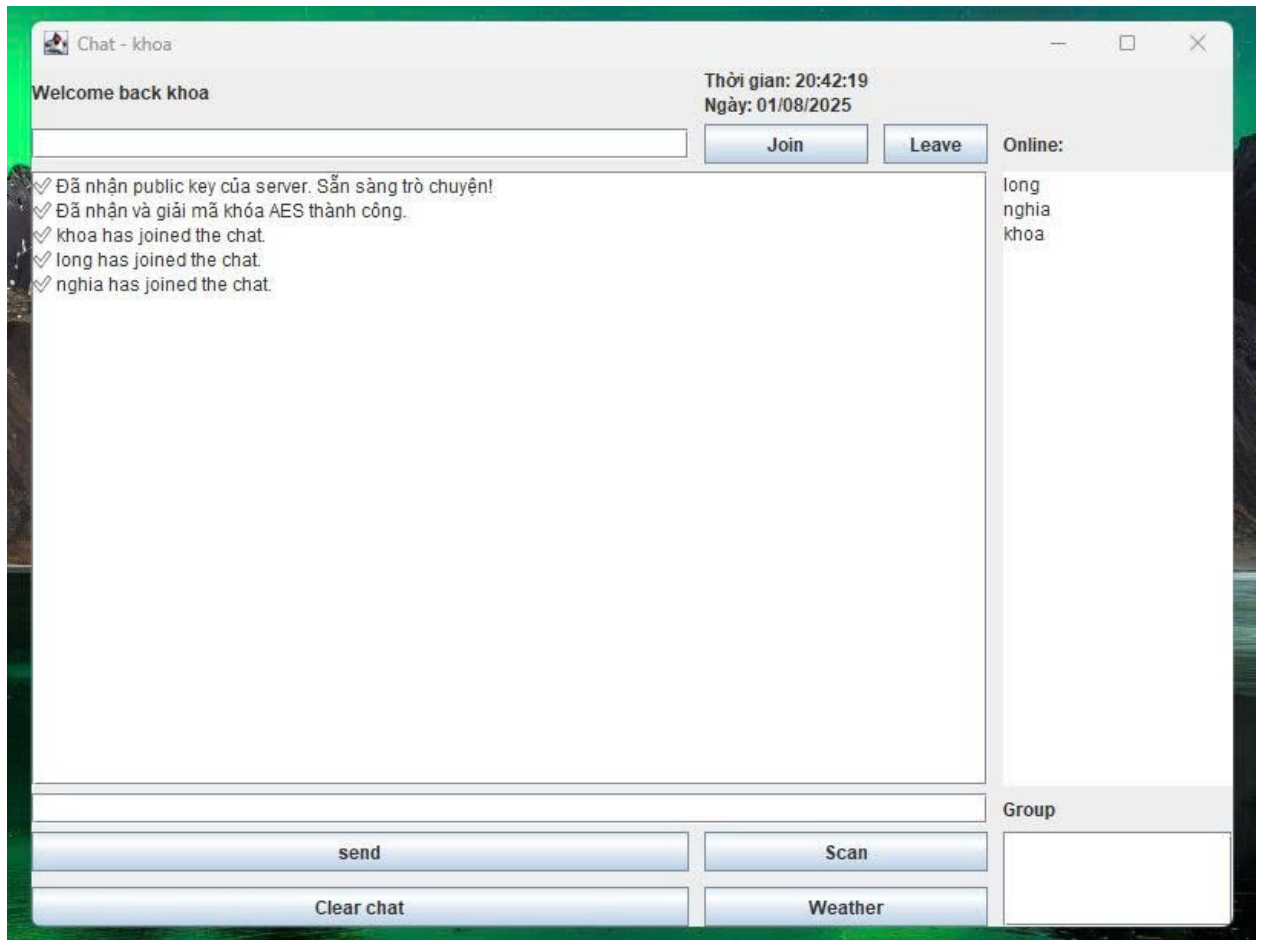 Chat - khoa
Welcome back khoa
Thời gian: 20:42:19
Ngày: 01/08/2025
Join
Leave
Online:
Đã nhận public key của server. Sẵn sàng trò chuyện!
Đã nhận và giải mã khóa AES thành công.
khoa has joined the chat.
long has joined the chat.
nghia has joined the chat.
long
nghia
khoa
Group
send
Scan
Clear chat
Weather